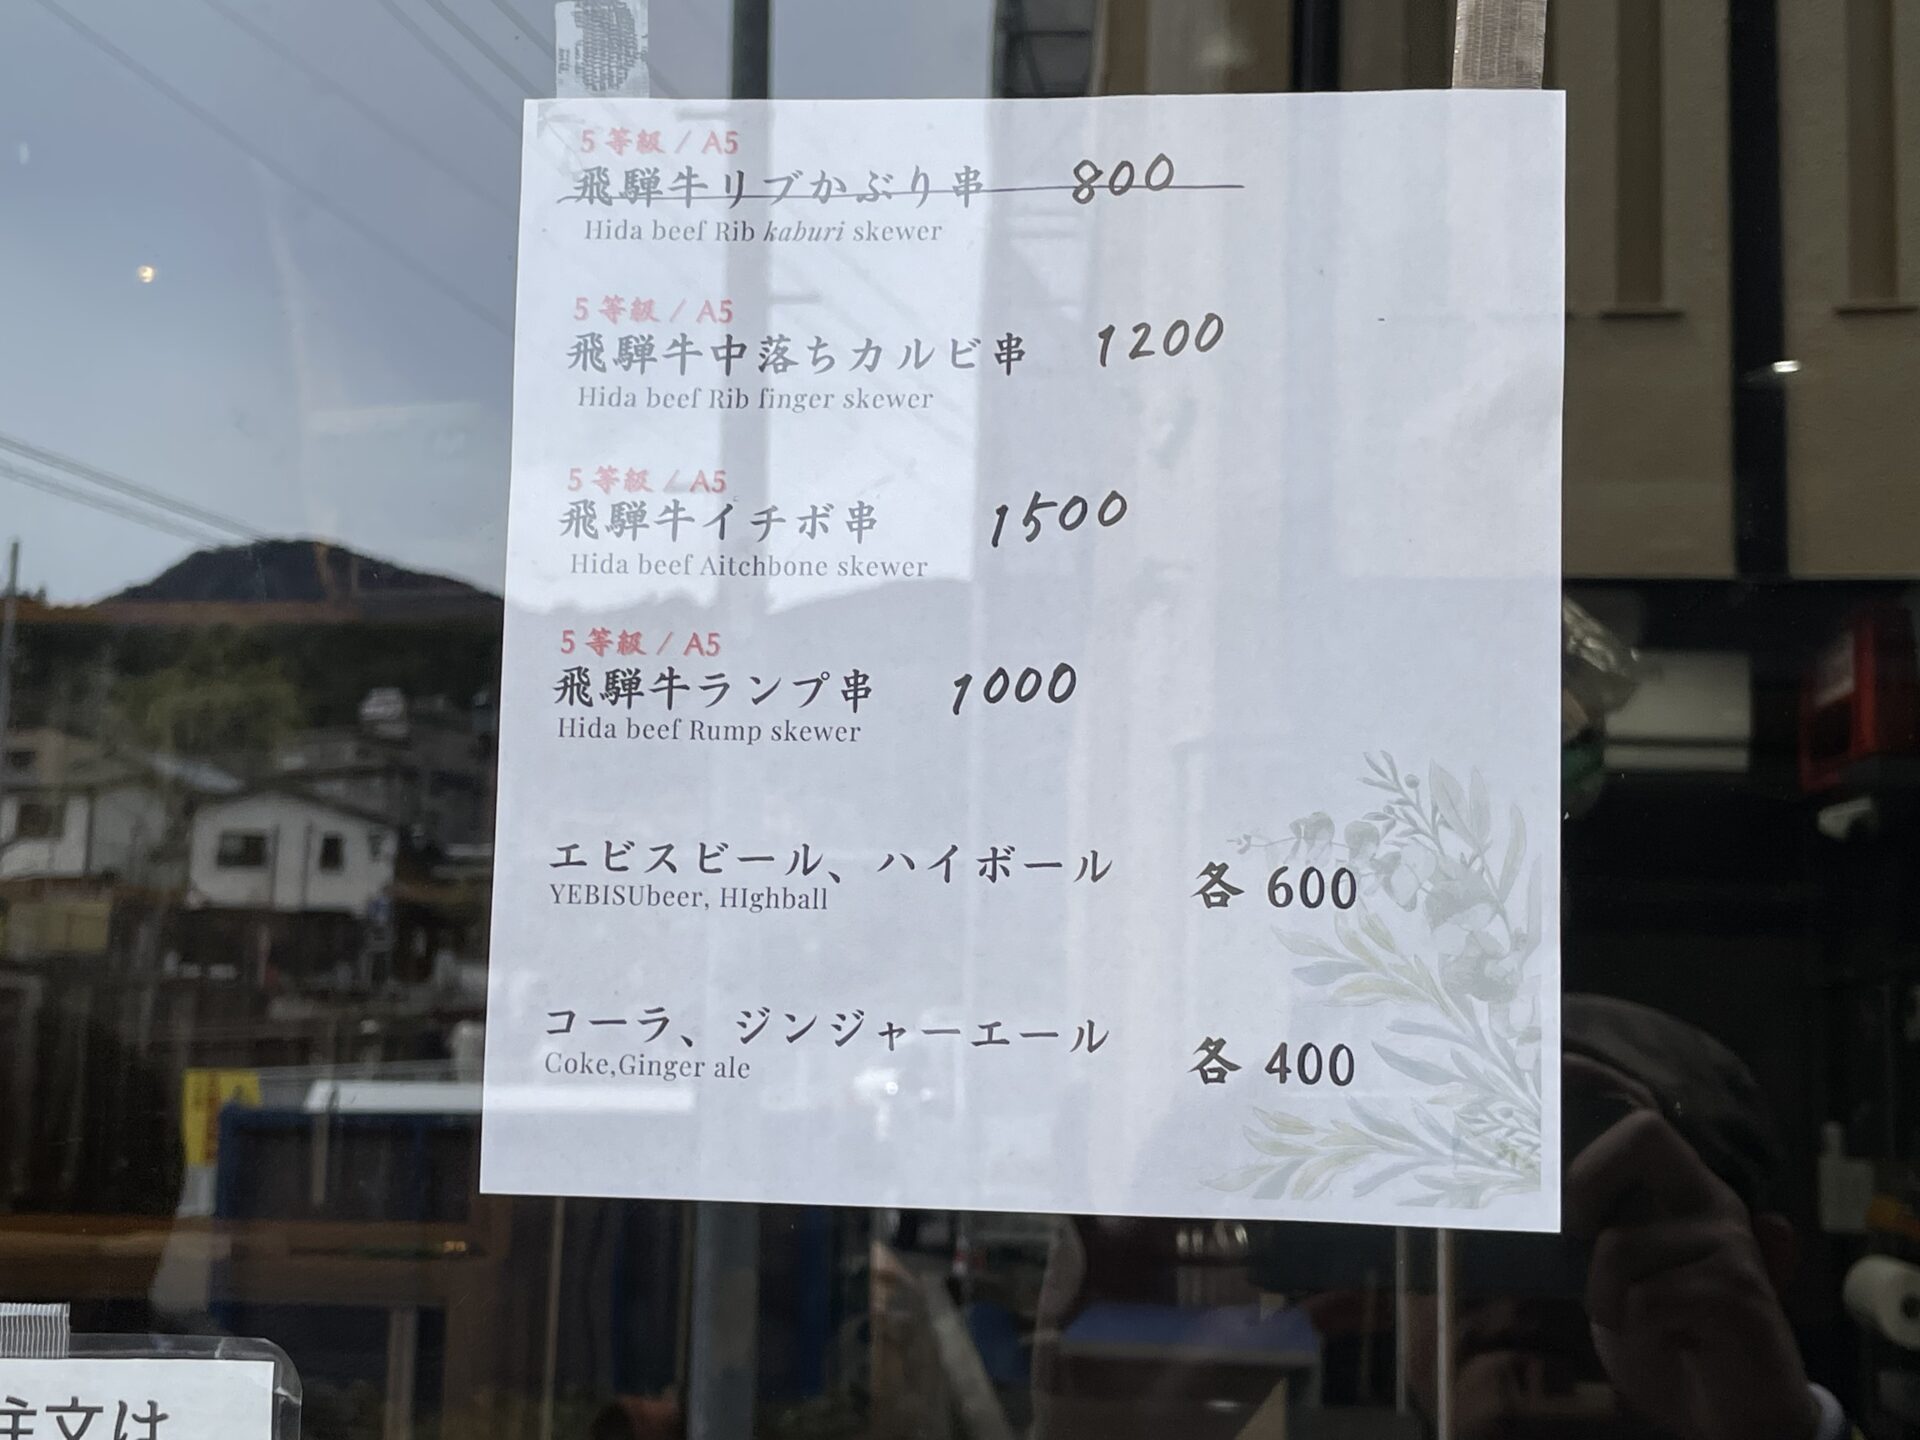 5等級 / A5
飛騨牛リブかぶり串 800
Hida beef Rib kaburi skewer
5等級 / A5
飛騨牛中落ちカルビ串 1200
Hida beef Rib finger skewer
5等級 / A5
飛騨牛イチボ串 1500
Hida beef Aitchbone skewer
5等級 / A5
飛騨牛ランプ串 1000
Hida beef Rump skewer
エビスビール、ハイボール 各 600
YEBISUbeer, HIghball
コーラ、ジンジャーエール 各 400
Coke,Ginger ale
注文は